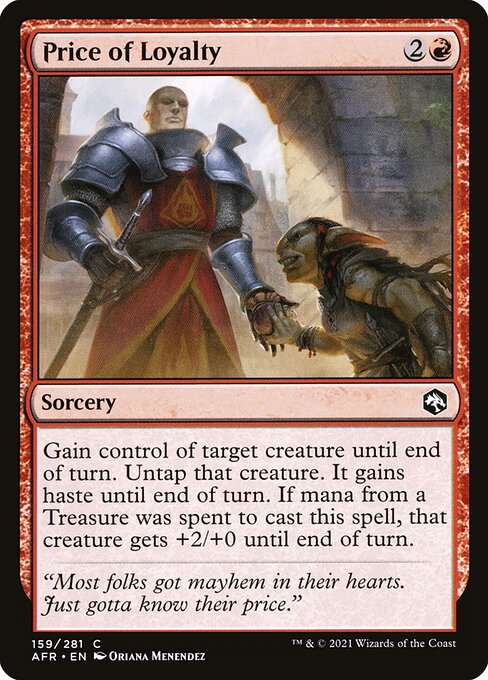 Price of Loyalty 2
Sorcery
Gain control of target creature until end
of turn. Untap that creature. It gains
haste until end of turn. If mana from a
Treasure was spent to cast this spell, that
creature gets +2/+0 until end of turn.
“Most folks got mayhem in their hearts.
Just gotta know their price.”
159/281 C
AFR • EN Oriana Menendez
™ & © 2021 Wizards of the Coast